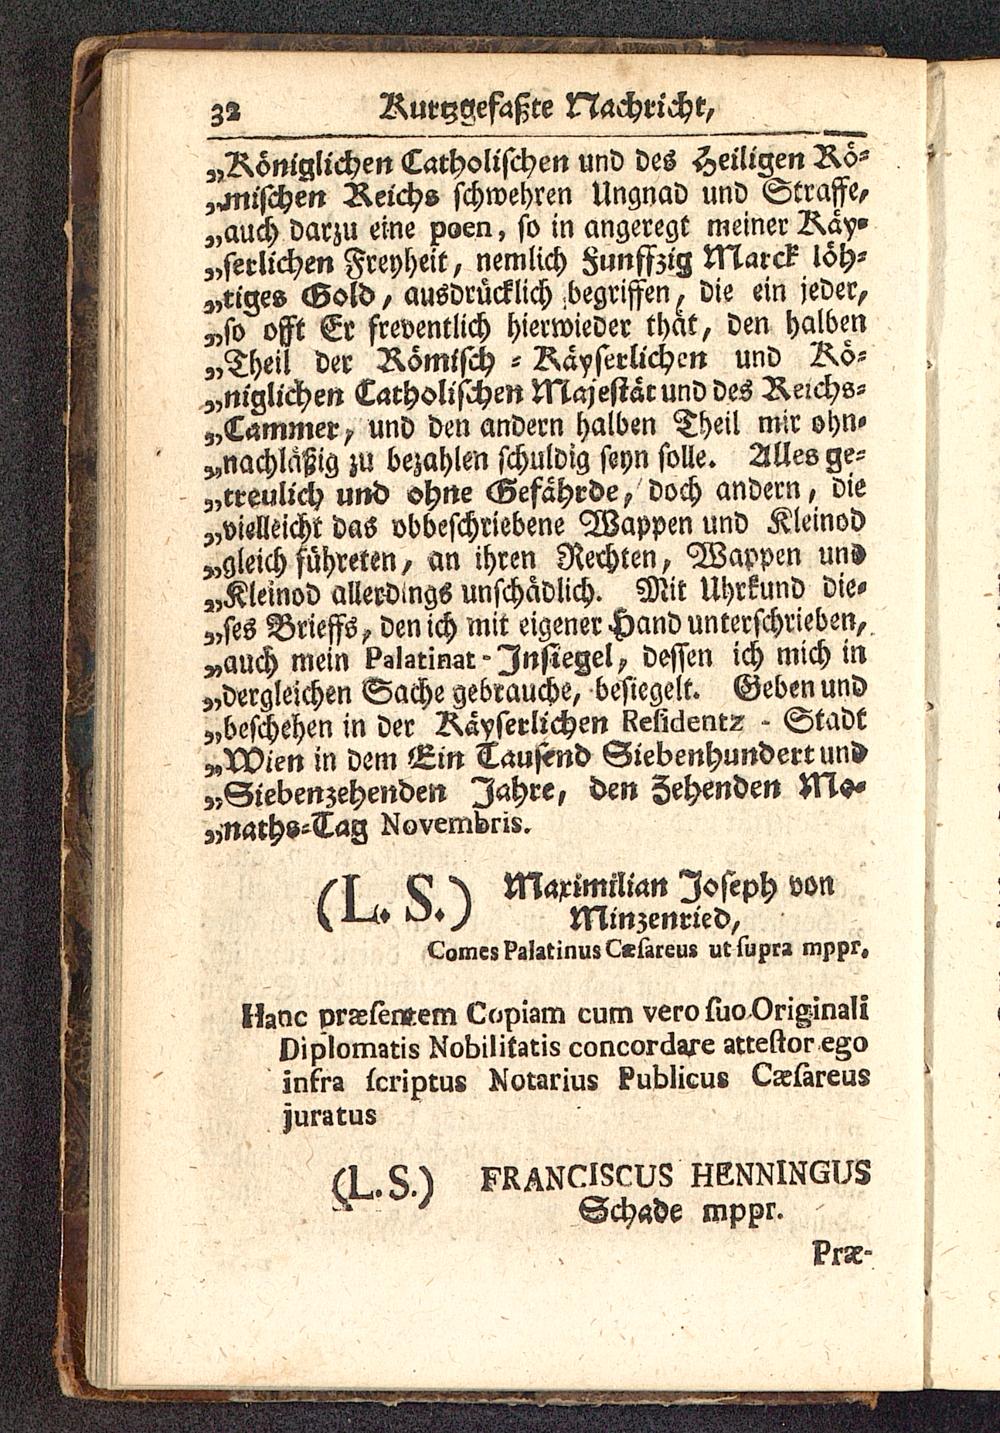 32 Kurtzgefaßte Nachricht,
„Königlichen Catholischen und des Heiligen Rö-
„mischen Reichs schwehren Ungnad und Straffe,
„auch darzu eine poen, so in angeregt meiner Käy-
„serlichen Freyheit, nemlich Funffzig Marck löh-
„tiges Gold, ausdrücklich begriffen, die ein jeder,
„so offt Er freventlich hierwieder thät, den halben
„Theil der Römisch-Käyserlichen und Kö-
„niglichen Catholischen Majestät und des Reichs-
„Cammer, und den andern halben Theil mir ohn-
„nachläßig zu bezahlen schuldig seyn solle. Alles ge-
„treulich und ohne Gefährde, doch andern, die
„vielleicht das obbeschriebene Wappen und Kleinod
„gleich führeten, an ihren Rechten, Wappen und
„Kleinod allerdings unschädlich. Mit Uhrkund die-
„ses Brieffs, den ich mit eigener Hand unterschrieben,
„auch mein Palatinat-Insiegel, dessen ich mich in
„dergleichen Sache gebrauche, besiegelt. Geben und
„beschehen in der Käyserlichen Residentz-Stadt
„Wien in dem Ein Tausend Siebenhundert und
„Siebenzehenden Jahre, den Zehenden Mo-
„naths-Tag Novembris.
(L. S.) Maximilian Joseph von
Minzenried,
Comes Palatinus Cæsareus ut supra mppr.
Hanc præsentem Copiam cum vero suo Originali
Diplomatis Nobilitatis concordare attestor ego
infra scriptus Notarius Publicus Cæsareus
juratus
(L. S.) FRANCISCUS HENNINGUS
Schade mppr.
Præ-